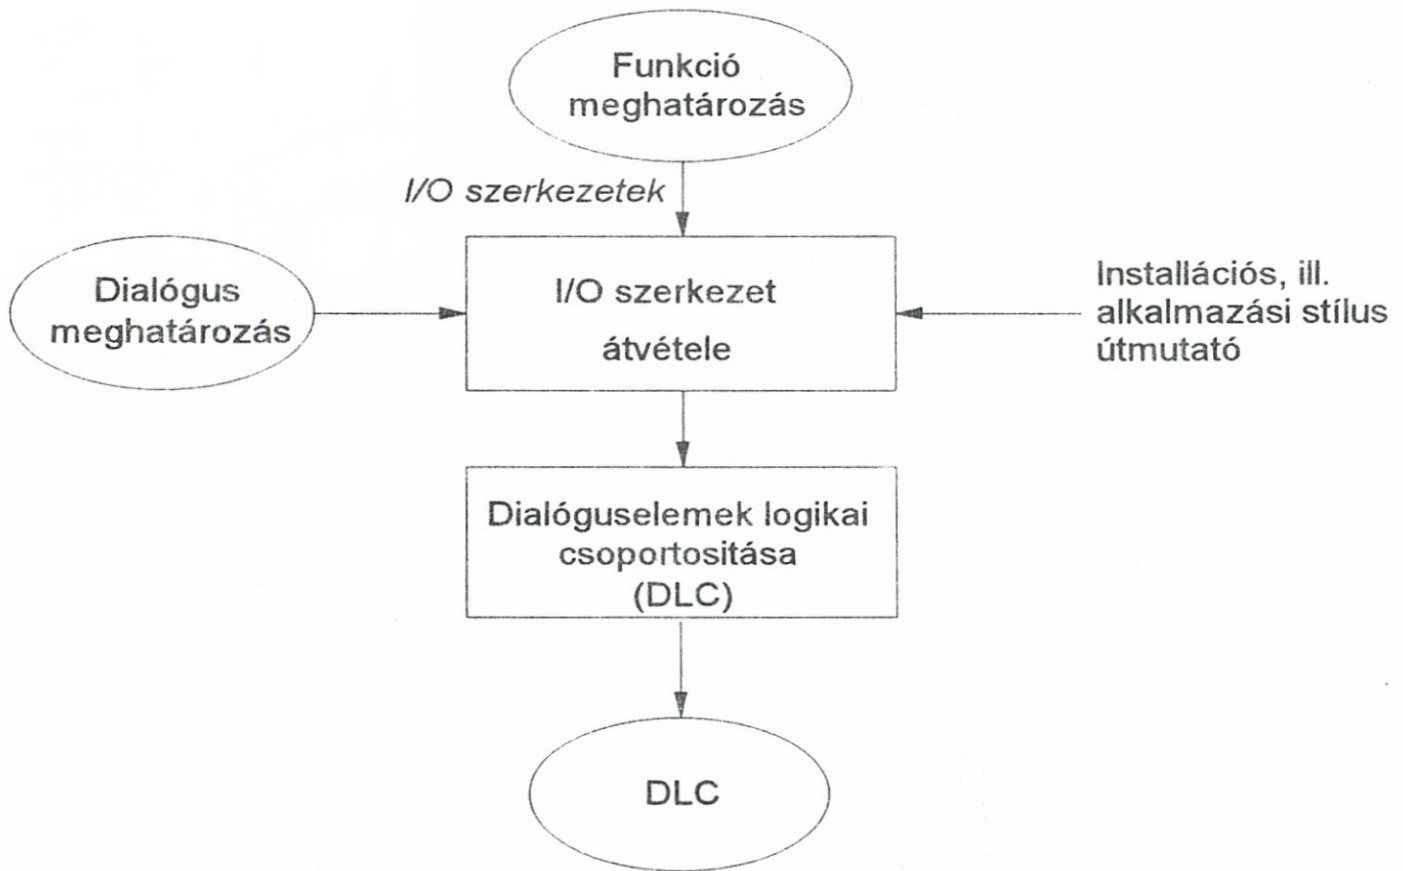 Funkció
meghatározás
I/O szerkezetek
Dialógus
meghatározás
I/O szerkezet
átvétele
Installációs, ill.
alkalmazási stílus
útmutató
Dialóguselemek logikai
csoportositása
(DLC)
DLC